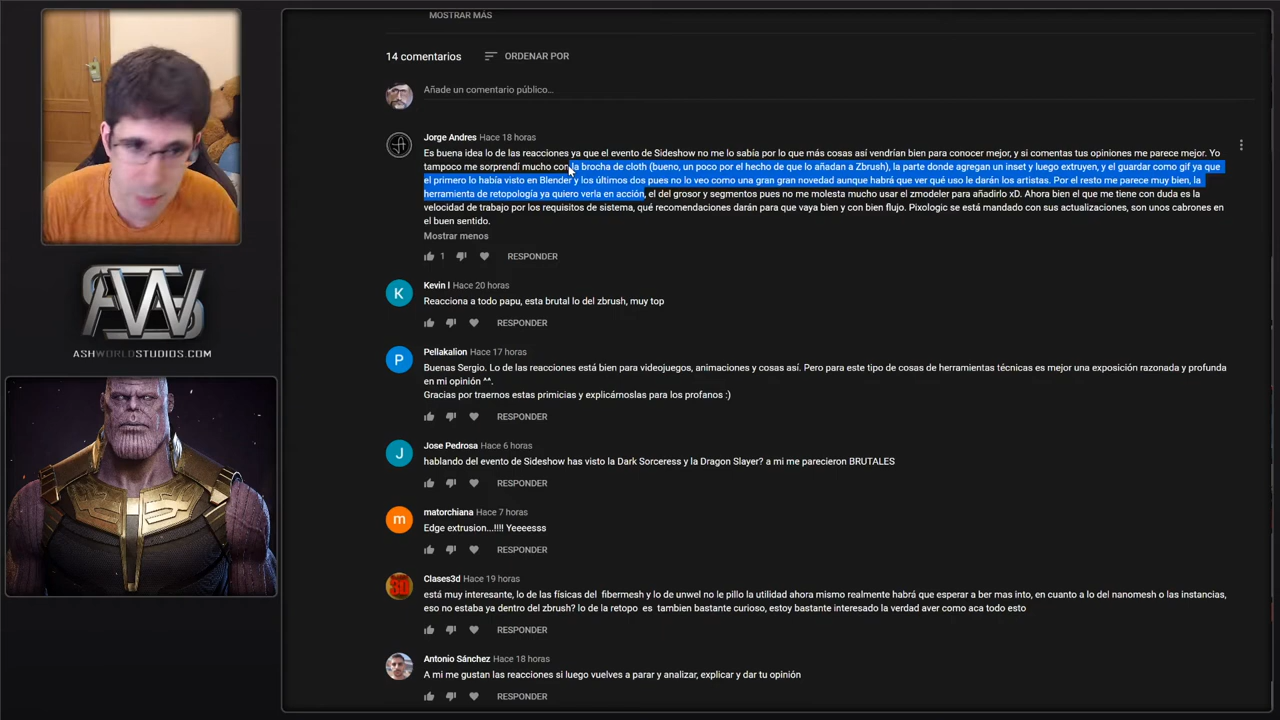 MOSTRAR MÁS
14 comentarios
ORDENAR POR
Añade un comentario público...
Jorge Andres Hace 18 horas
Es buena idea lo de las reacciones ya que el evento de Sideshow no me lo sabía por lo que más cosas así vendrían bien para conocer mejor, y si comentas tus opiniones me parece mejor. Yo
tampoco me sorprendí mucho con la brocha de cloth (bueno, un poco por el hecho de que lo añadan a Zbrush), la parte donde agregan un inset y luego extruyen, y el guardar como gif ya que
el primero lo había visto en Blender y los últimos dos pues no lo veo como una gran gran novedad aunque habrá que ver qué uso le darán los artistas. Por el resto me parece muy bien, la
herramienta de retopología ya quiero verla en acción, el del grosor y segmentos pues no me molesta mucho usar el zmodeler para añadirlo xD. Ahora bien el que me tiene con duda es la
velocidad de trabajo por los requisitos de sistema, qué recomendaciones darán para que vaya bien y con bien flujo. Pixologic se está mandado con sus actualizaciones, son unos cabrones en
el buen sentido.
Mostrar menos
1
RESPONDER
K
Kevin l Hace 20 horas
Reacciona a todo papu, esta brutal lo del zbrush, muy top
RESPONDER
P
Pellakalion Hace 17 horas
Buenas Sergio. Lo de las reacciones está bien para videojuegos, animaciones y cosas así. Pero para este tipo de cosas de herramientas técnicas es mejor una exposición razonada y profunda
en mi opinión ^^.
Gracias por traernos estas primicias y explicárnoslas para los profanos :)
RESPONDER
J
Jose Pedrosa Hace 6 horas
hablando del evento de Sideshow has visto la Dark Sorceress y la Dragon Slayer? a mi me parecieron BRUTALES
RESPONDER
m
matorchiana Hace 7 horas
Edge extrusion...!!!! Yeeeesss
RESPONDER
3D
Clases3d Hace 19 horas
está muy interesante, lo de las físicas del fibermesh y lo de unwel no le pillo la utilidad ahora mismo realmente habrá que esperar a ber mas into, en cuanto a lo del nanomesh o las instancias,
eso no estaba ya dentro del zbrush? lo de la retopo es tambien bastante curioso, estoy bastante interesado la verdad aver como aca todo esto
RESPONDER
Antonio Sánchez Hace 18 horas
A mi me gustan las reacciones si luego vuelves a parar y analizar, explicar y dar tu opinión
RESPONDER
ASHWORLDSTUDIOS.COM